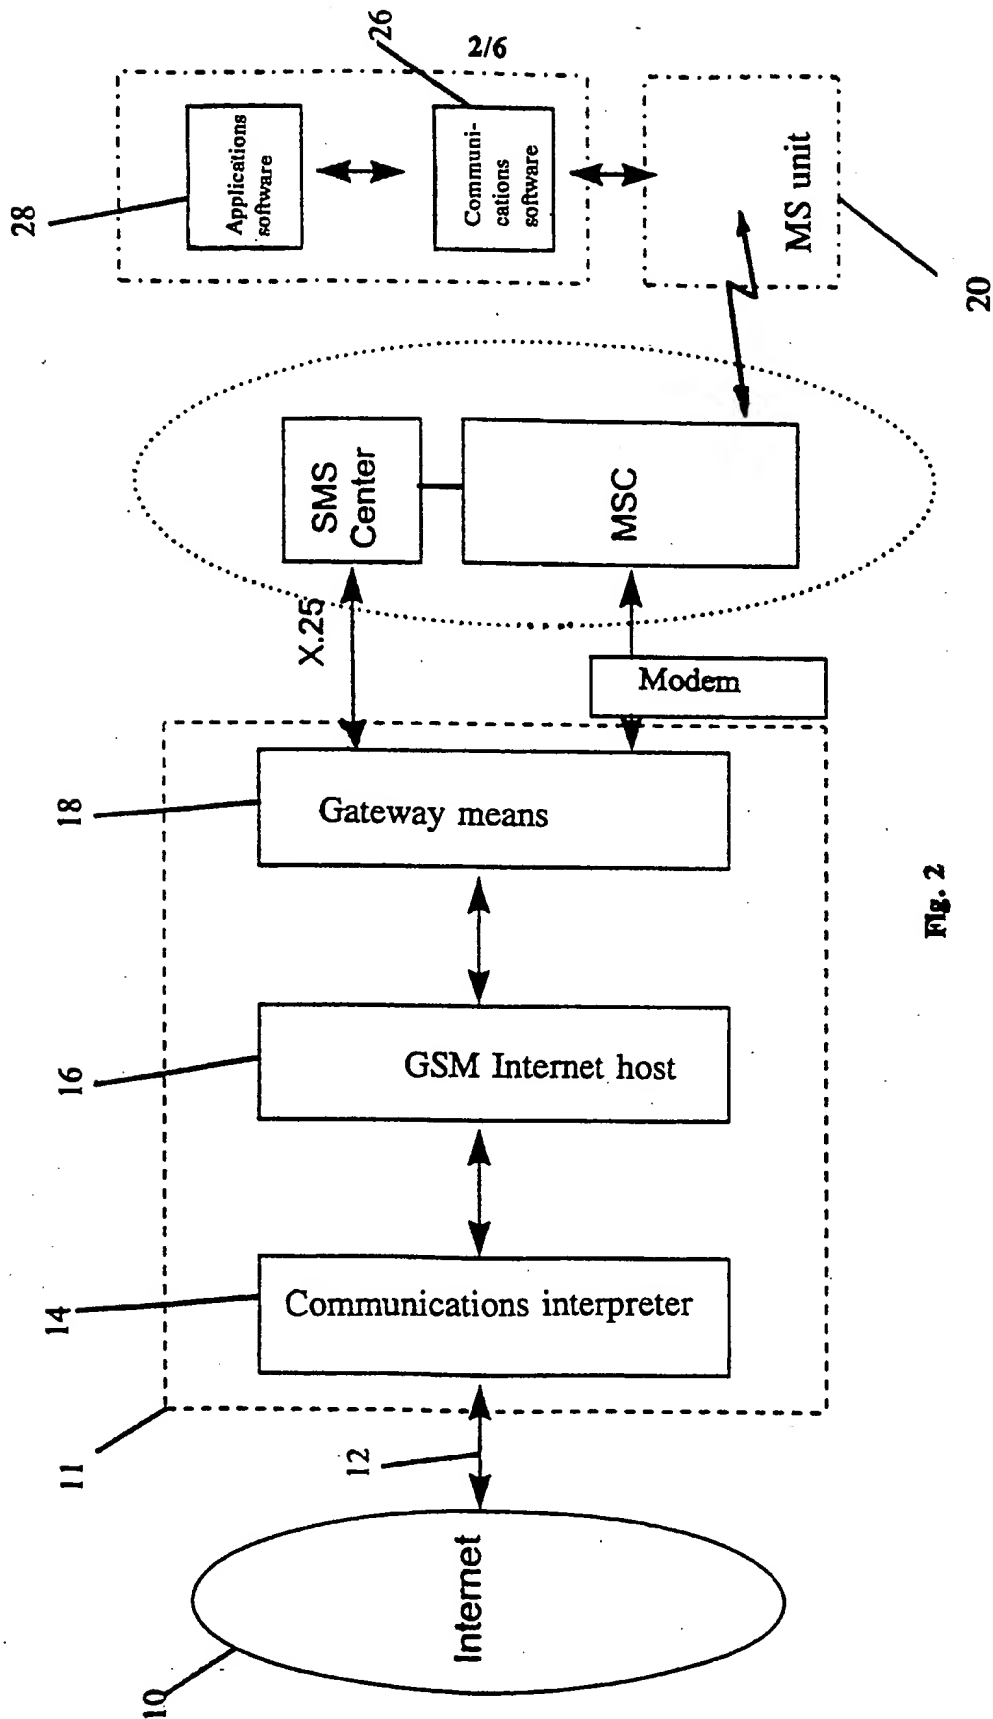 2/6
26
28
Applications
software
Communi-
cations
software
MS unit
20
SMS
Center
MSC
X.25
Modem
18
Gateway means
16
GSM Internet host
14
Communications interpreter
11
12
10
Internet
Fig. 2